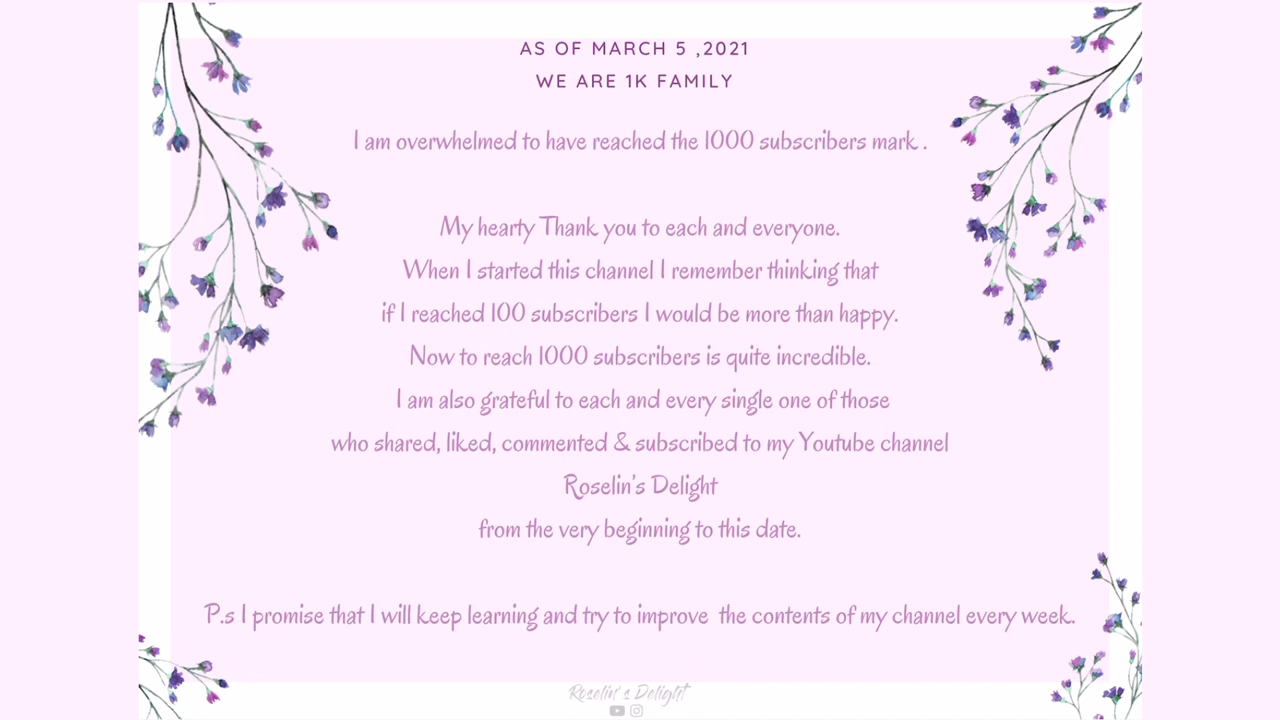 AS OF MARCH 5 ,2021
WE ARE 1K FAMILY
I am overwhelmed to have reached the 1000 subscribers mark .
My hearty Thank you to each and everyone.
When I started this channel I remember thinking that
if I reached 100 subscribers I would be more than happy.
Now to reach 1000 subscribers is quite incredible.
I am also grateful to each and every single one of those
who shared, liked, commented & subscribed to my Youtube channel
Roselin's Delight
from the very beginning to this date.
P.s I promise that I will keep learning and try to improve  the contents of my channel every week.
Roselin's Delight